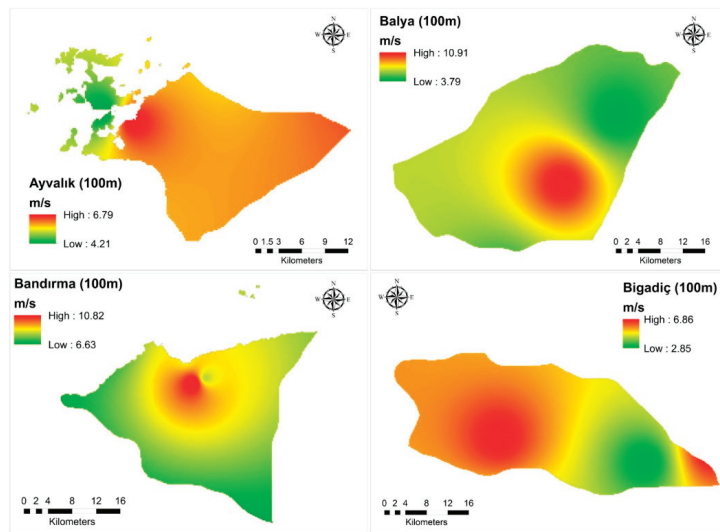 N
W E
S
Ayvalık (100m)
m/s
High : 6.79
Low : 4.21
0 1.5 3 6 9 12
Kilometers
Balya (100m)
m/s
High : 10.91
Low : 3.79
N
W E
S
0 2 4 8 12 16
Kilometers
Bandırma (100m)
m/s
High : 10.82
Low : 6.63
N
W E
S
0 2 4 8 12 16
Kilometers
N
W E
S
Bigadiç (100m)
m/s
High : 6.86
Low : 2.85
0 2 4 8 12 16
Kilometers